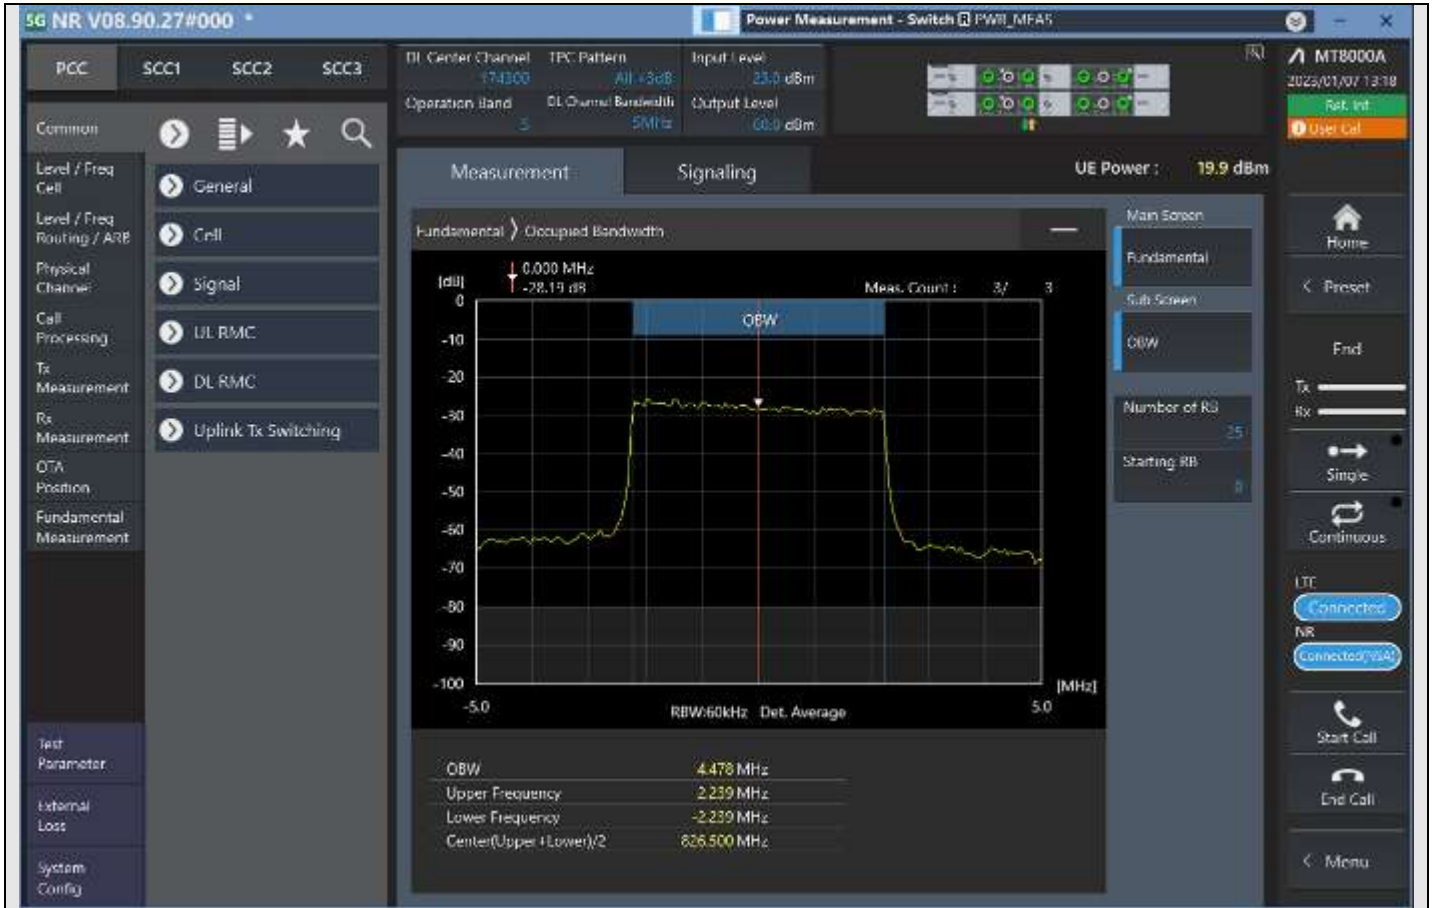 5G NR V08.90.27#000 *
Power Measurement - Switch R PWR_MEAS
PCC SCC1 SCC2 SCC3
DL Center Channel
174300
TPC Pattern
All +3dB
Input Level
23.0 dBm
Operation Band
5
DL Channel Bandwidth
5MHz
Output Level
dBm
MT8000A
2023/01/07 13:18
Ref. Int
User Cal
Common
Level / Freq
Cell
Level / Freq
Routing / ARB
Physical
Channel
Call
Processing
Tx
Measurement
Rx
Measurement
OTA
Position
Fundamental
Measurement
Test
Parameter
External
Loss
System
Config
General
Cell
Signal
UL RMC
DL RMC
Uplink Tx Switching
Measurement Signaling
UE Power : 19.9 dBm
Fundamental ⟩ Occupied Bandwidth
[dB]
0.000 MHz
-28.19 dB
Meas. Count : 3/ 3
OBW
0
-10
-20
-30
-40
-50
-60
-70
-80
-90
-100
[MHz]
-5.0
RBW:60kHz Det. Average
5.0
OBW 4.478 MHz
Upper Frequency 2.239 MHz
Lower Frequency -2.239 MHz
Center(Upper+Lower)/2 826.500 MHz
Main Screen
Fundamental
Sub Screen
OBW
Number of RB
25
Starting RB
0
Home
< Preset
End
Tx
Rx
Single
Continuous
LTE
Connected
NR
Connected(NSA)
Start Call
End Call
< Menu